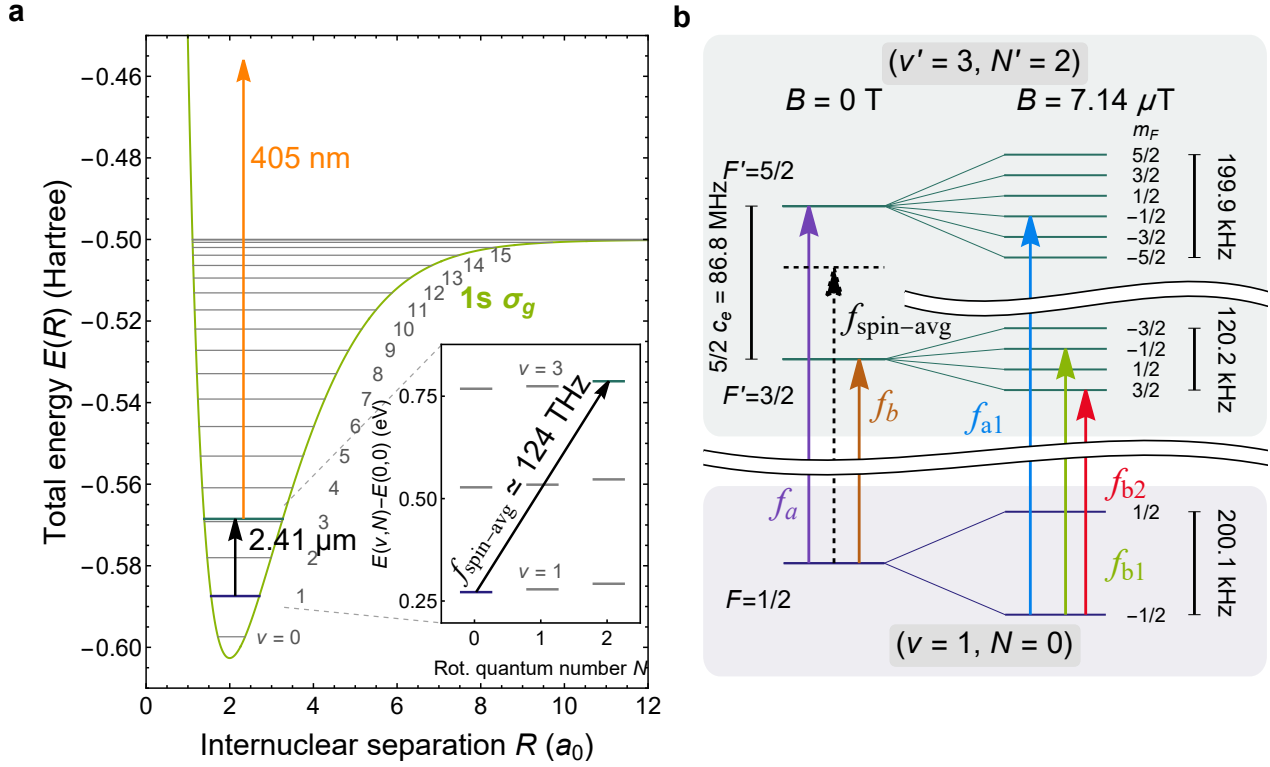 a
Total energy E(R) (Hartree)
−0.46
−0.48
−0.50
−0.52
−0.54
−0.56
−0.58
−0.60
0
2
4
6
8
10
12
Internuclear separation R (a₀)
405 nm
2.41 μm
1s σg
15
14
13
12
11
10
9
8
7
6
5
4
3
2
1
v = 0
E(v,N)−E(0,0) (eV)
0.75
0.50
0.25
v = 3
v = 1
fspin−avg ≃ 124 THz
0
1
2
Rot. quantum number N
b
(v′ = 3, N′ = 2)
B = 0 T
B = 7.14 μT
mF
F′=5/2
5/2
3/2
1/2
−1/2
−3/2
−5/2
199.9 kHz
5/2 ce = 86.8 MHz
fspin−avg
F′=3/2
−3/2
−1/2
1/2
3/2
120.2 kHz
fb
fa1
fa
fb2
fb1
F=1/2
1/2
−1/2
200.1 kHz
(v = 1, N = 0)